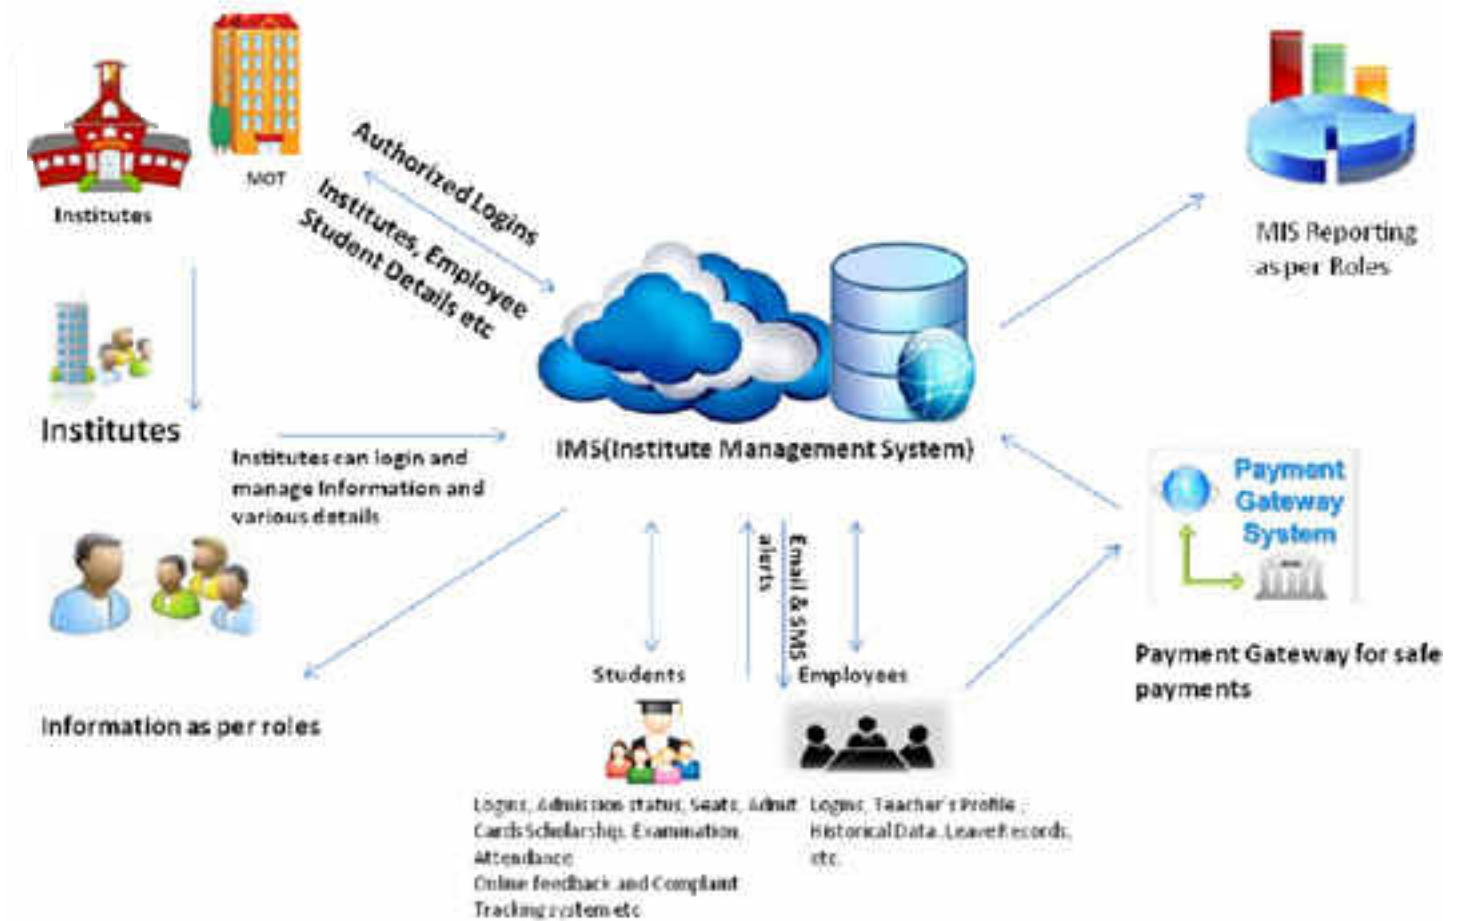 MOT
Institutes
Authorized Logins
Institutes, Employee
Student Details etc
MIS Reporting
as per Roles
Institutes
Institutes can login and
manage Information and
various details
IMS(Institute Management System)
Payment
Gateway
System
Payment Gateway for safe
payments
Email & SMS
alerts
Information as per roles
Students
Employees
Logins, Admission status, Seats, Admit
Cards Scholarship, Examination,
Attendance
Online feedback and Complaint
Tracking system etc
Logins, Teacher's Profile ,
Historical Data, Leave Records,
etc.